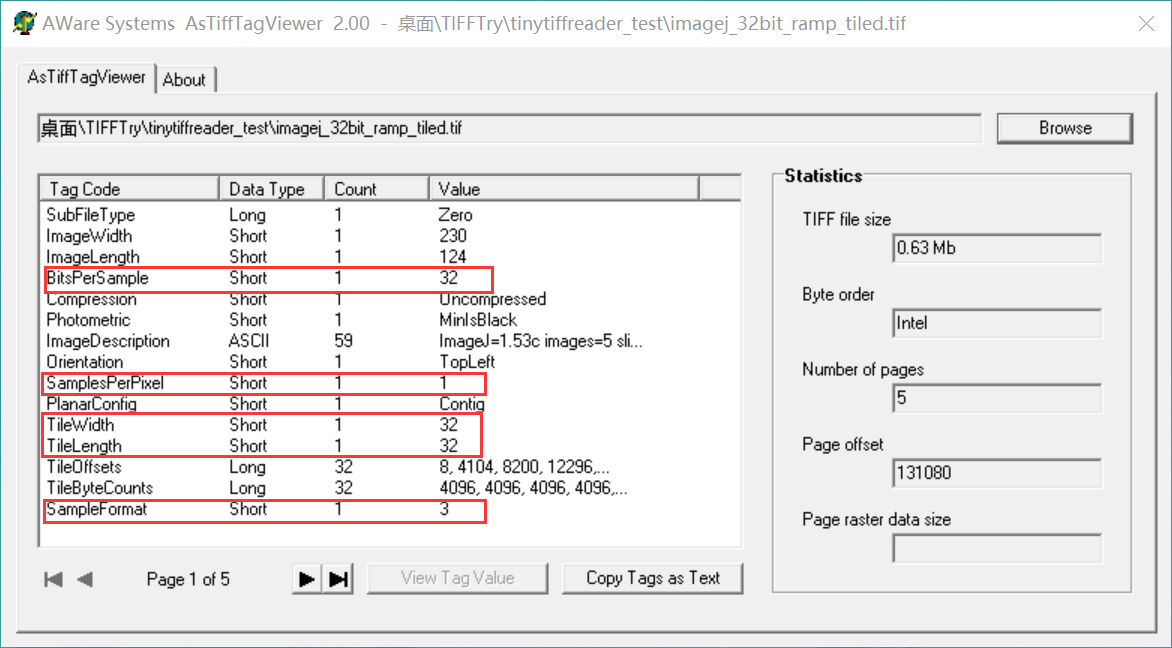 AWare Systems AsTiffTagViewer 2.00 - 桌面\TIFFTry\tinytiffreader_test\imagej_32bit_ramp_tiled.tif
AsTiffTagViewer About
桌面\TIFFTry\tinytiffreader_test\imagej_32bit_ramp_tiled.tif Browse
Tag Code Data Type Count Value
SubFileType Long 1 Zero
ImageWidth Short 1 230
ImageLength Short 1 124
BitsPerSample Short 1 32
Compression Short 1 Uncompressed
Photometric Short 1 MinIsBlack
ImageDescription ASCII 59 ImageJ=1.53c images=5 sli...
Orientation Short 1 TopLeft
SamplesPerPixel Short 1 1
PlanarConfig Short 1 Contig
TileWidth Short 1 32
TileLength Short 1 32
TileOffsets Long 32 8, 4104, 8200, 12296,...
TileByteCounts Long 32 4096, 4096, 4096, 4096,...
SampleFormat Short 1 3
Page 1 of 5 View Tag Value Copy Tags as Text
Statistics
TIFF file size
0.63 Mb
Byte order
Intel
Number of pages
5
Page offset
131080
Page raster data size